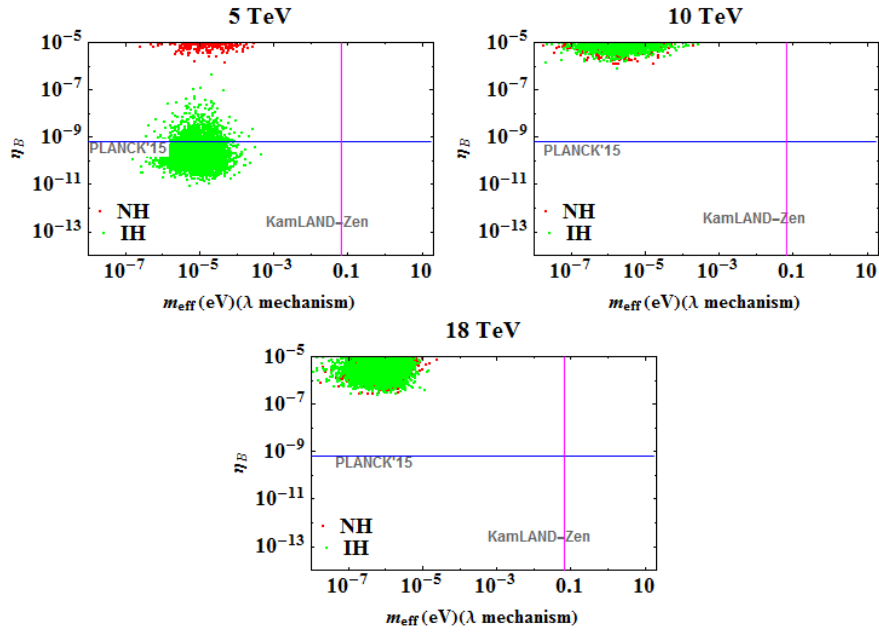 5 TeV
10⁻⁵
10⁻⁷
10⁻⁹
10⁻¹¹
10⁻¹³
η_B
PLANCK'15
KamLAND–Zen
NH
IH
10⁻⁷ 10⁻⁵ 10⁻³ 0.1 10
m_eff (eV)(λ mechanism)
10 TeV
10⁻⁵
10⁻⁷
10⁻⁹
10⁻¹¹
10⁻¹³
η_B
PLANCK'15
KamLAND–Zen
NH
IH
10⁻⁷ 10⁻⁵ 10⁻³ 0.1 10
m_eff (eV)(λ mechanism)
18 TeV
10⁻⁵
10⁻⁷
10⁻⁹
10⁻¹¹
10⁻¹³
η_B
PLANCK'15
KamLAND–Zen
NH
IH
10⁻⁷ 10⁻⁵ 10⁻³ 0.1 10
m_eff (eV)(λ mechanism)